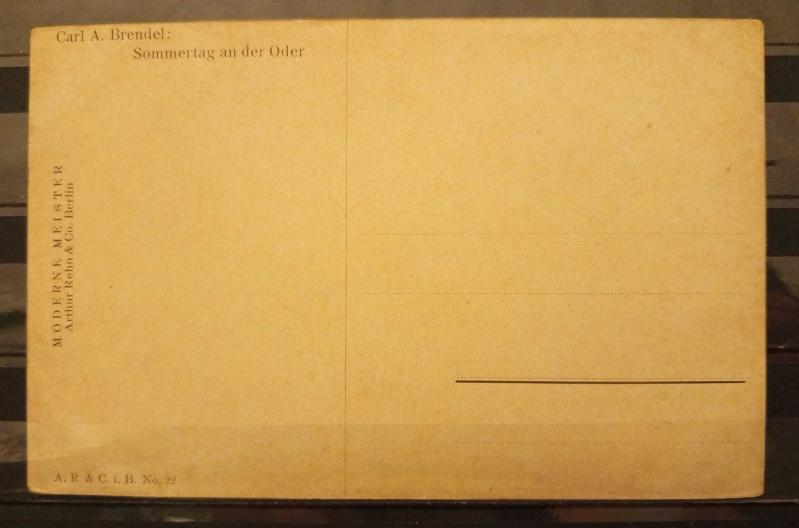 Carl A. Brendel:
Sommertag an der Oder
MODERNE MEISTER
Arthur Rehn & Co. Berlin
A. R. & C. i. B. No. 22